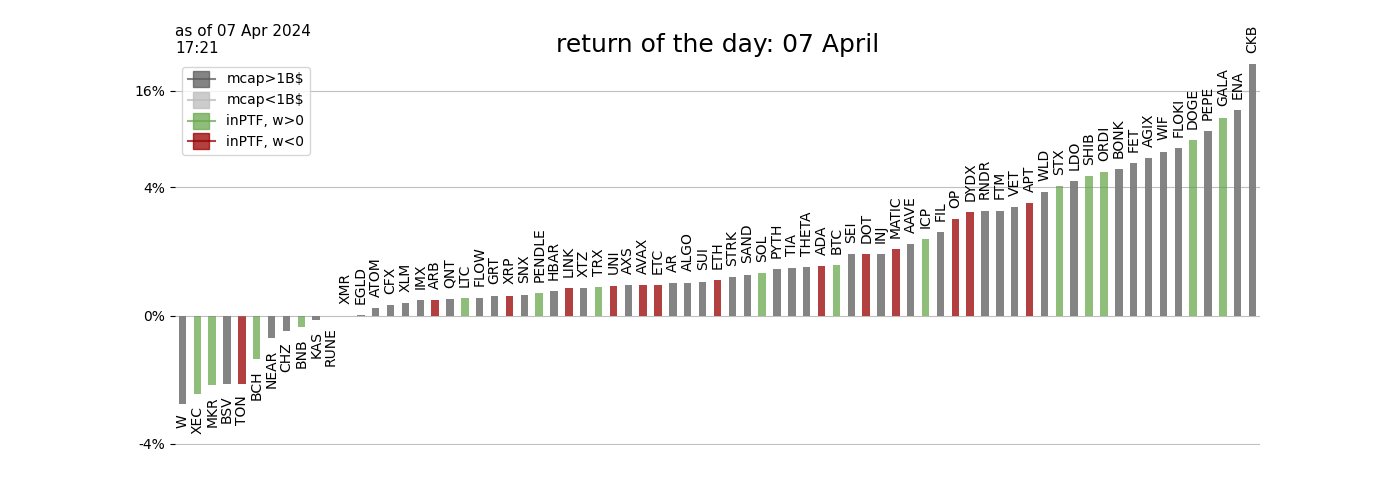 as of 07 Apr 2024
17:21
return of the day: 07 April
mcap>1B$
mcap<1B$
inPTF, w>0
inPTF, w<0
16%
4%
0%
-4%
W
XEC
MKR
BSV
TON
BCH
NEAR
CHZ
BNB
KAS
RUNE
XMR
EGLD
ATOM
CFX
XLM
IMX
ARB
QNT
LTC
FLOW
GRT
XRP
SNX
PENDLE
HBAR
LINK
XTZ
TRX
UNI
AXS
AVAX
ETC
AR
ALGO
SUI
ETH
STRK
SAND
SOL
PYTH
TIA
THETA
ADA
BTC
SEI
DOT
INJ
MATIC
AAVE
ICP
FIL
OP
DYDX
RNDR
FTM
VET
APT
WLD
STX
LDO
SHIB
ORDI
BONK
FET
AGIX
WIF
FLOKI
DOGE
PEPE
GALA
ENA
CKB